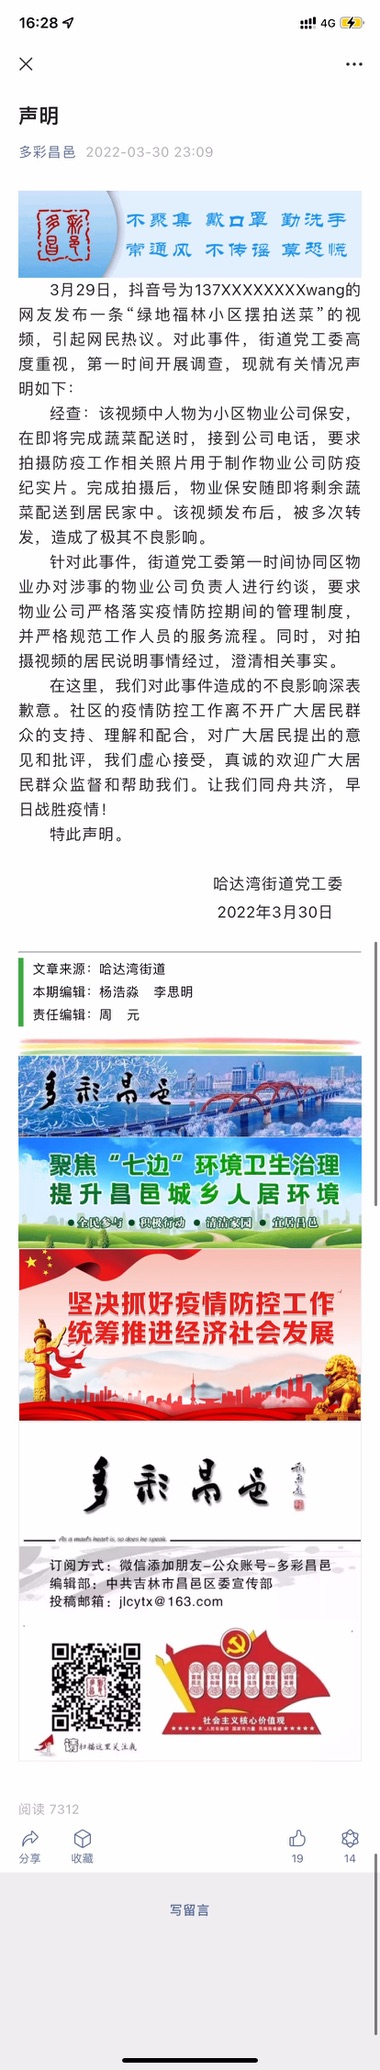 16:28
4G
声明
多彩昌邑 2022-03-30 23:09
多彩昌邑
不聚集 戴口罩 勤洗手
常通风 不传谣 莫恐慌
3月29日，抖音号为137XXXXXXXXwang的
网友发布一条“绿地福林小区摆拍送菜”的视
频，引起网民热议。对此事件，街道党工委高
度重视，第一时间开展调查，现就有关情况声
明如下：
经查：该视频中人物为小区物业公司保安，
在即将完成蔬菜配送时，接到公司电话，要求
拍摄防疫工作相关照片用于制作物业公司防疫
纪实片。完成拍摄后，物业保安随即将剩余蔬
菜配送到居民家中。该视频发布后，被多次转
发，造成了极其不良影响。
针对此事件，街道党工委第一时间协同区物
业办对涉事的物业公司负责人进行约谈，要求
物业公司严格落实疫情防控期间的管理制度，
并严格规范工作人员的服务流程。同时，对拍
摄视频的居民说明事情经过，澄清相关事实。
在这里，我们对此事件造成的不良影响深表
歉意。社区的疫情防控工作离不开广大居民群
众的支持、理解和配合，对广大居民提出的意
见和批评，我们虚心接受，真诚的欢迎广大居
民群众监督和帮助我们。让我们同舟共济，早
日战胜疫情！
特此声明。
哈达湾街道党工委
2022年3月30日
文章来源：哈达湾街道
本期编辑：杨浩淼 李思明
责任编辑：周 元
多彩昌邑
聚焦“七边”环境卫生治理
提升昌邑城乡人居环境
•全民参与 •积极行动 •清洁家园 •宜居昌邑
坚决抓好疫情防控工作
统筹推进经济社会发展
多彩昌邑
As a man's heart is, so does he speak.
订阅方式：微信添加朋友-公众账号-多彩昌邑
编辑部：中共吉林市昌邑区委宣传部
投稿邮箱：jlcytx@163.com
社会主义核心价值观
人民有信仰 国家有力量 民族有希望
请扫描这里关注我
阅读 7312
分享 收藏 19 14
写留言